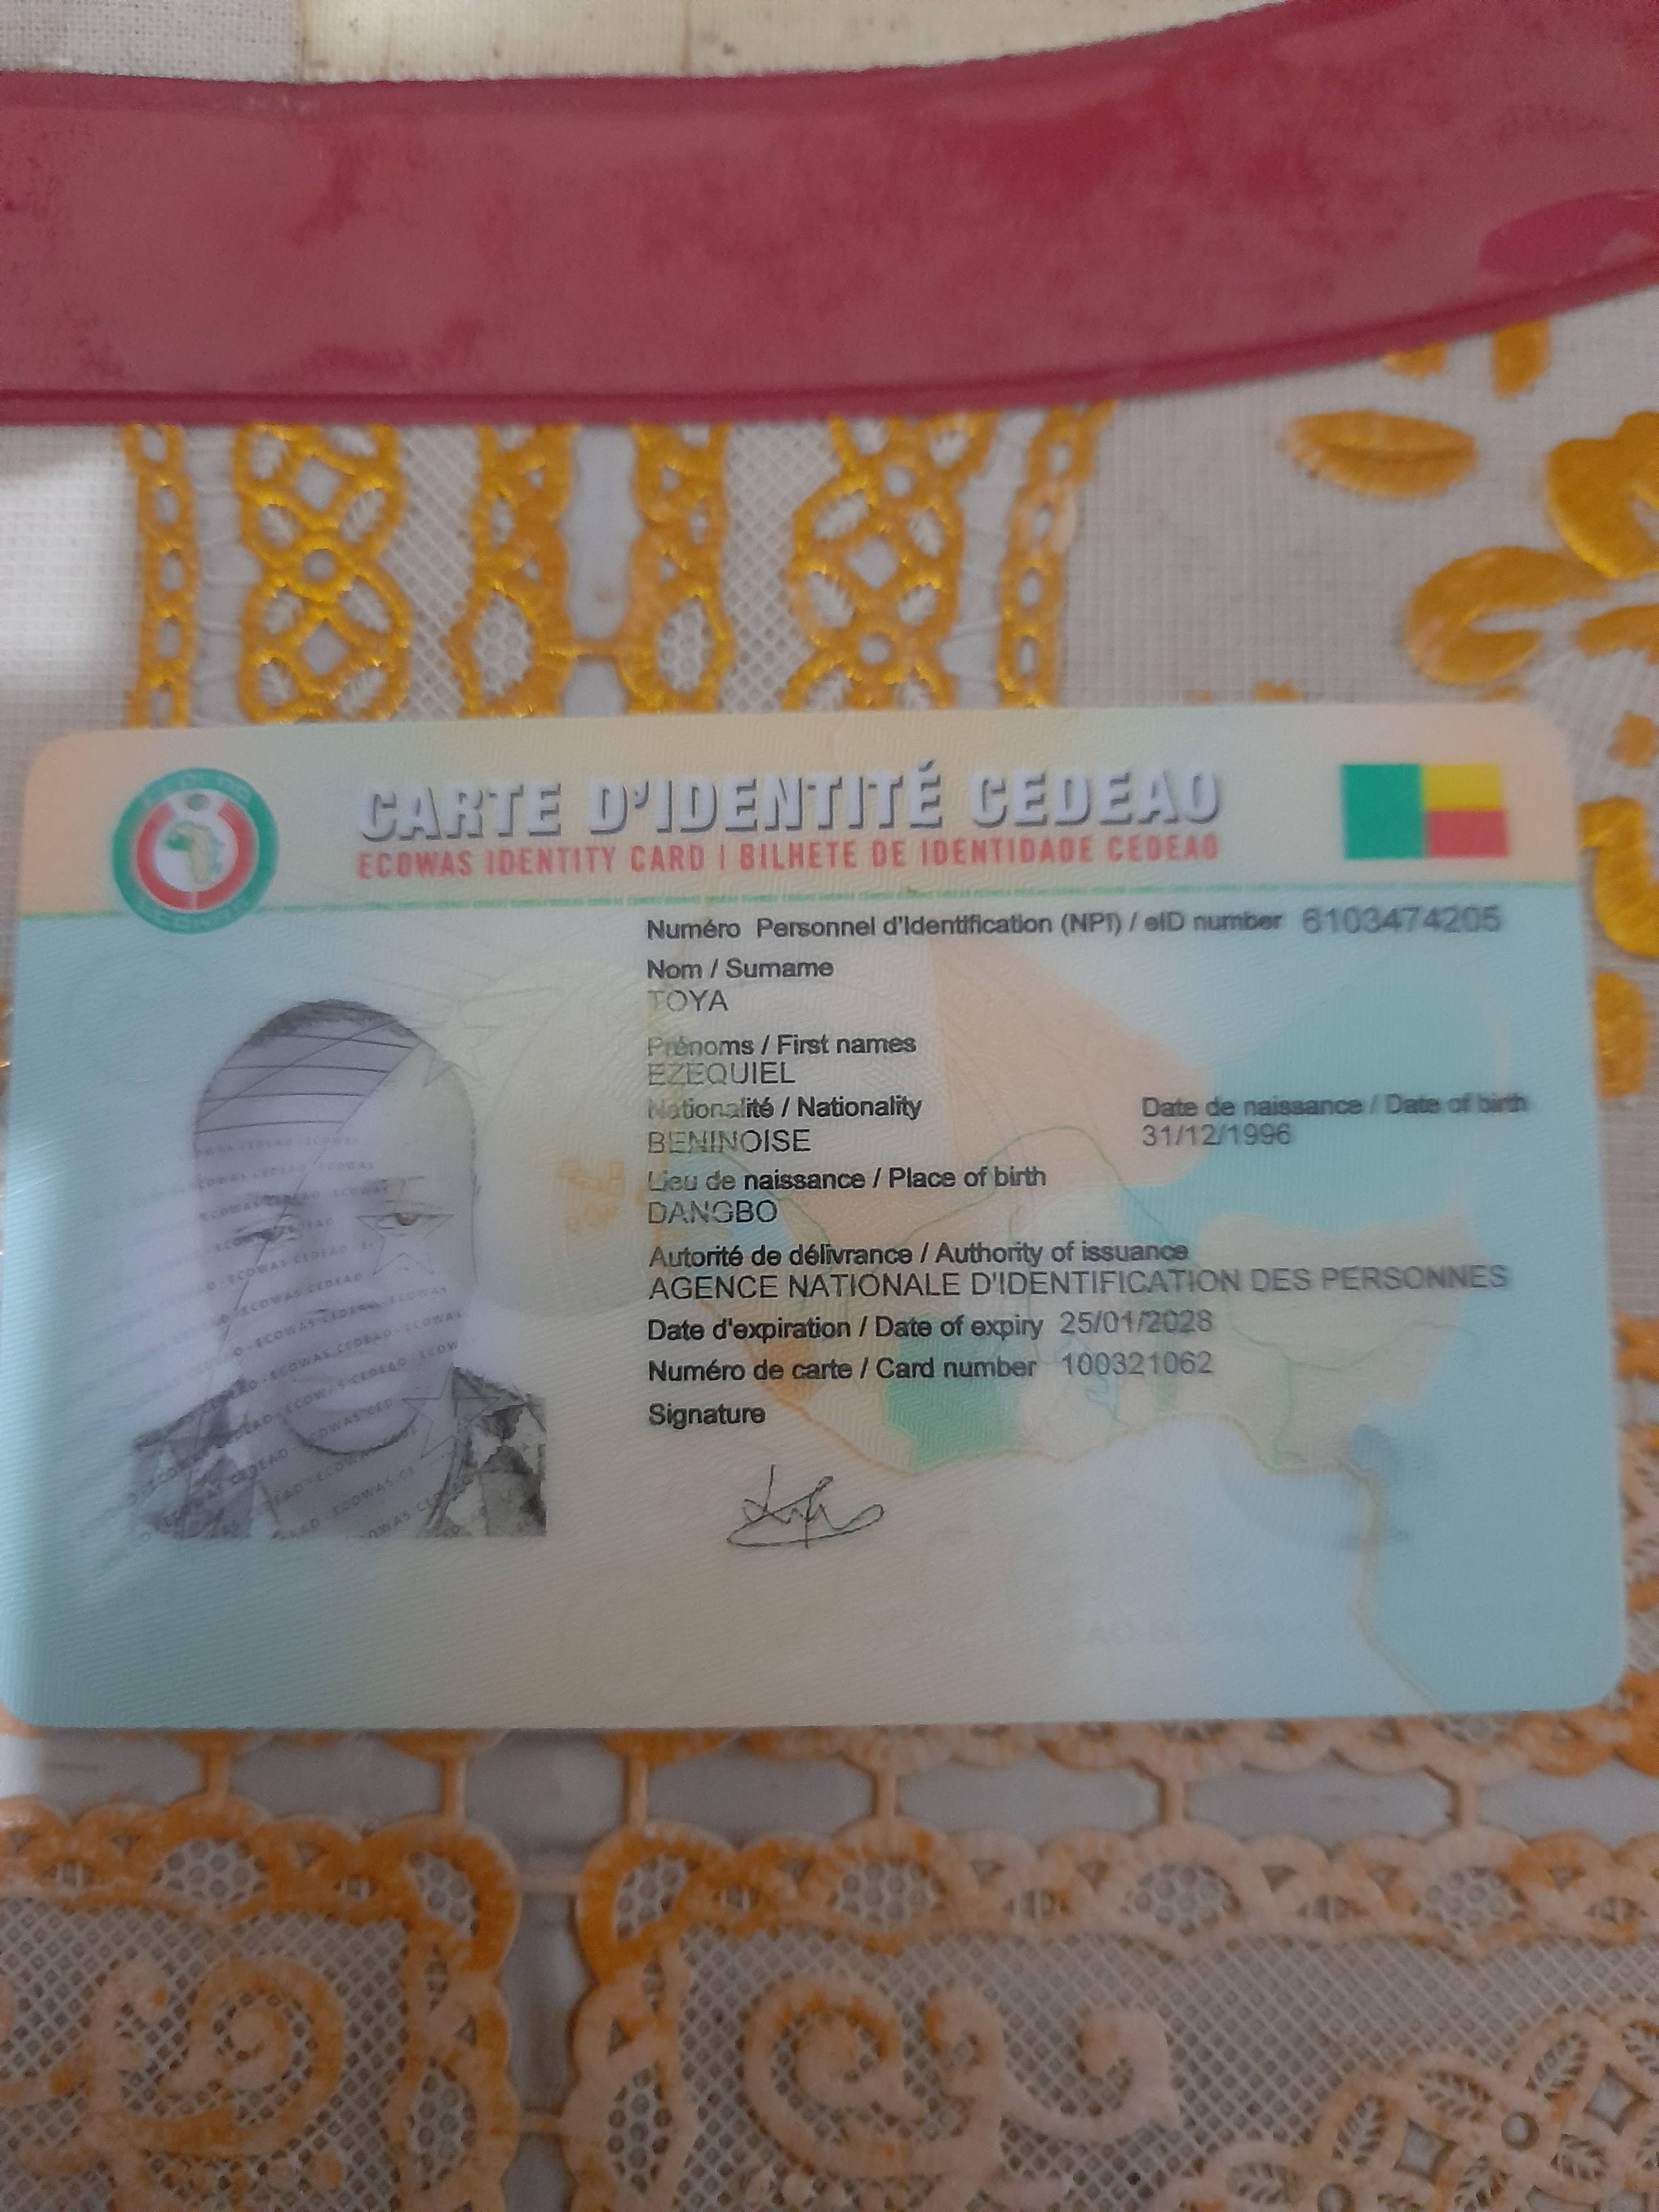 CARTE D'IDENTITÉ CEDEAO
ECOWAS IDENTITY CARD | BILHETE DE IDENTIDADE CEDEAO
Numéro Personnel d'Identification (NPI) / eID number 6103474205
Nom / Surname
TOYA
Prénoms / First names
EZEQUIEL
Nationalité / Nationality
BENINOISE
Date de naissance / Date of birth
31/12/1996
Lieu de naissance / Place of birth
DANGBO
Autorité de délivrance / Authority of issuance
AGENCE NATIONALE D'IDENTIFICATION DES PERSONNES
Date d'expiration / Date of expiry 25/01/2028
Numéro de carte / Card number 100321062
Signature